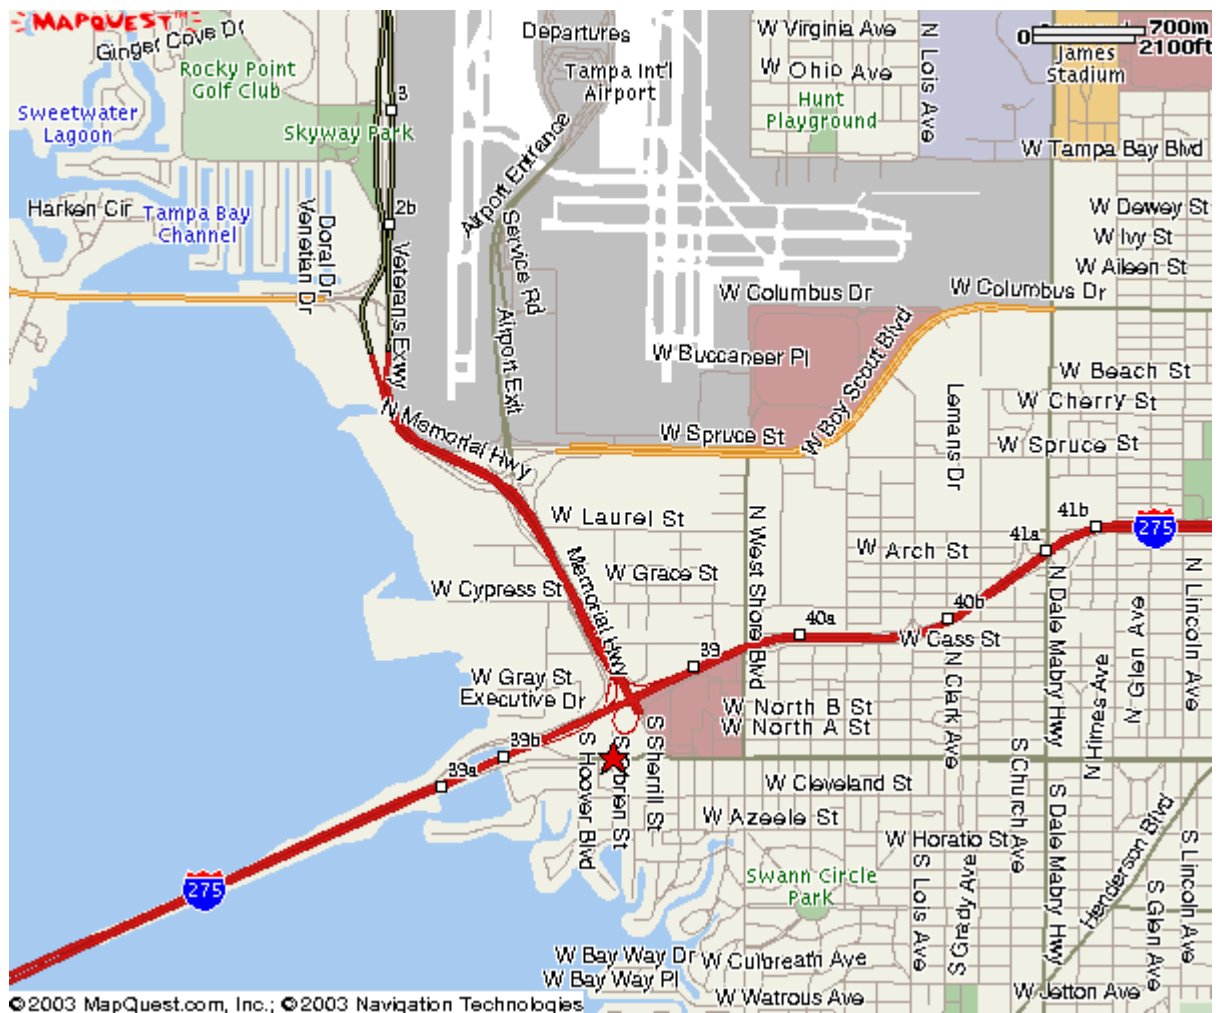 MAPQUEST™
Ginger Cove Dr
Rocky Point
Golf Club
Sweetwater
Lagoon
Skyway Park
3
Departures
Tampa Int'l
Airport
W Virginia Ave
W Ohio Ave
Hunt
Playground
N Lois Ave
0
700m
2100ft
James
Stadium
W Tampa Bay Blvd
Harken Cir
Tampa Bay
Channel
Doral Dr
Venetian Dr
2b
Veterans Exwy
Airport Entrance
Service Rd
Airport Exit
W Dewey St
W Ivy St
W Aileen St
W Columbus Dr
W Columbus Dr
W Buccaneer Pl
W Boy Scout Blvd
W Beach St
W Cherry St
Lemans Dr
W Spruce St
W Spruce St
N Memorial Hwy
W Laurel St
N West Shore Blvd
41b
41a
275
W Arch St
Memorial Hwy
W Grace St
W Cypress St
N Dale Mabry Hwy
N Lincoln Ave
N Glen Ave
40b
40a
W Cass St
39
N Clark Ave
N Himes Ave
W Gray St
Executive Dr
W North B St
W North A St
39b
39a
S Hoover Blvd
S Obrien St
S Sherrill St
W Cleveland St
S Church Ave
S Dale Mabry Hwy
W Azeele St
W Horatio St
Henderson Blvd
S Lincoln Ave
275
Swann Circle
Park
S Lois Ave
S Grady Ave
S Glen Ave
W Bay Way Dr
W Culbreath Ave
W Bay Way Pl
W Watrous Ave
W Jetton Ave
©2003 MapQuest.com, Inc.; ©2003 Navigation Technologies